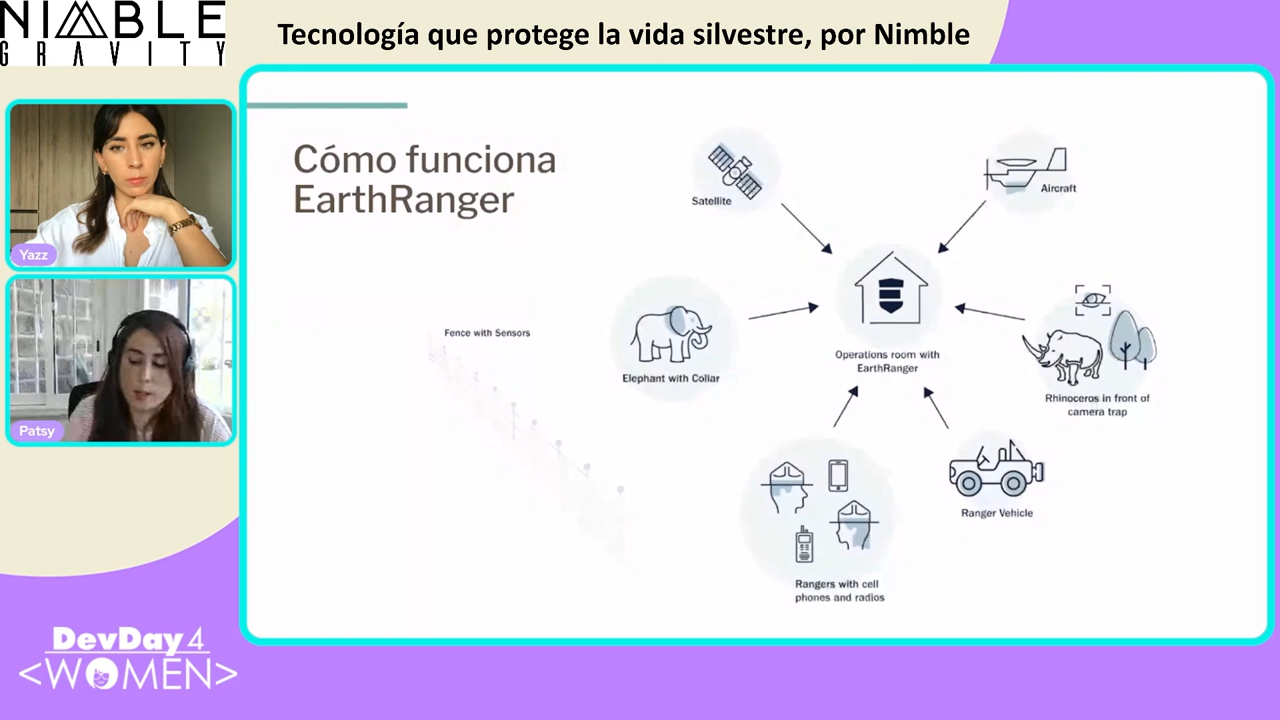 NIMBLE
GRAVITY
Tecnología que protege la vida silvestre, por Nimble
Yazz
Patsy
Cómo funciona
EarthRanger
Satellite
Aircraft
Fence with Sensors
Elephant with Collar
Operations room with
EarthRanger
Rhinoceros in front of
camera trap
Ranger Vehicle
Rangers with cell
phones and radios
DevDay4
<WOMEN>